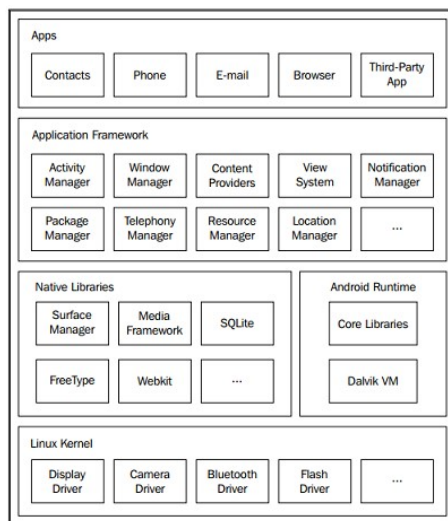 Apps
Contacts
Phone
E-mail
Browser
Third-Party
App
Application Framework
Activity
Manager
Window
Manager
Content
Providers
View
System
Notification
Manager
Package
Manager
Telephony
Manager
Resource
Manager
Location
Manager
...
Native Libraries
Surface
Manager
Media
Framework
SQLite
FreeType
Webkit
...
Android Runtime
Core Libraries
Dalvik VM
Linux Kernel
Display
Driver
Camera
Driver
Bluetooth
Driver
Flash
Driver
...